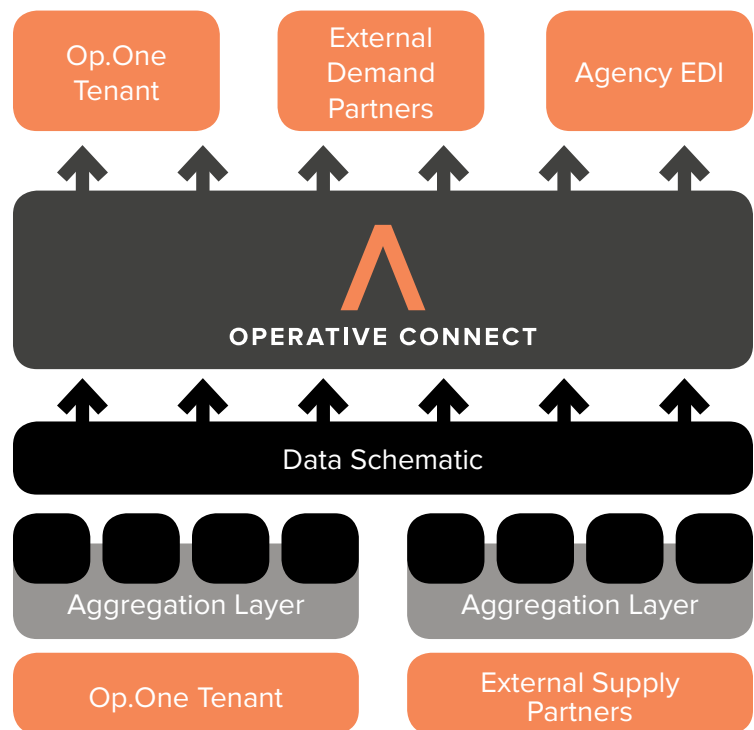 Op.One
Tenant
External
Demand
Partners
Agency EDI
OPERATIVE CONNECT
Data Schematic
Aggregation Layer
Aggregation Layer
Op.One Tenant
External Supply
Partners